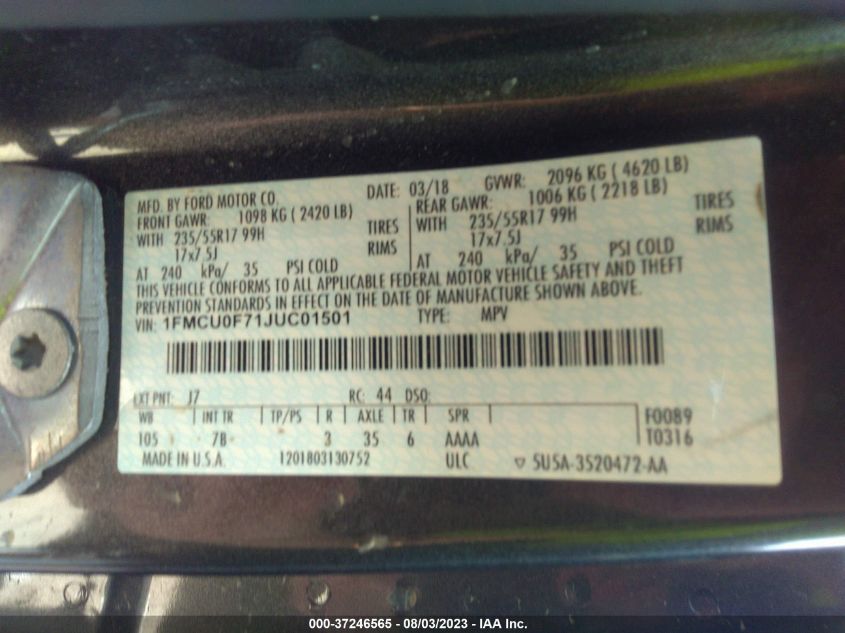 MFD. BY FORD MOTOR CO. DATE: 03/18 GVWR: 2096 KG ( 4620 LB)
FRONT GAWR: 1098 KG ( 2420 LB) REAR GAWR: 1006 KG ( 2218 LB)
WITH 235/55R17 99H TIRES WITH 235/55R17 99H TIRES
17x7.5J RIMS 17x7.5J RIMS
AT 240 kPa/ 35 PSI COLD AT 240 kPa/ 35 PSI COLD
THIS VEHICLE CONFORMS TO ALL APPLICABLE FEDERAL MOTOR VEHICLE SAFETY AND THEFT
PREVENTION STANDARDS IN EFFECT ON THE DATE OF MANUFACTURE SHOWN ABOVE.
VIN: 1FMCU0F71JUC01501 TYPE: MPV
EXT PNT: J7 RC: 44 DSO:
WB INT TR TP/PS R AXLE TR SPR F0089
105 7B 3 35 6 AAAA T0316
MADE IN U.S.A. 1201803130752 ULC ▽ 5U5A-3520472-AA
000-37246565 - 08/03/2023 - IAA Inc.